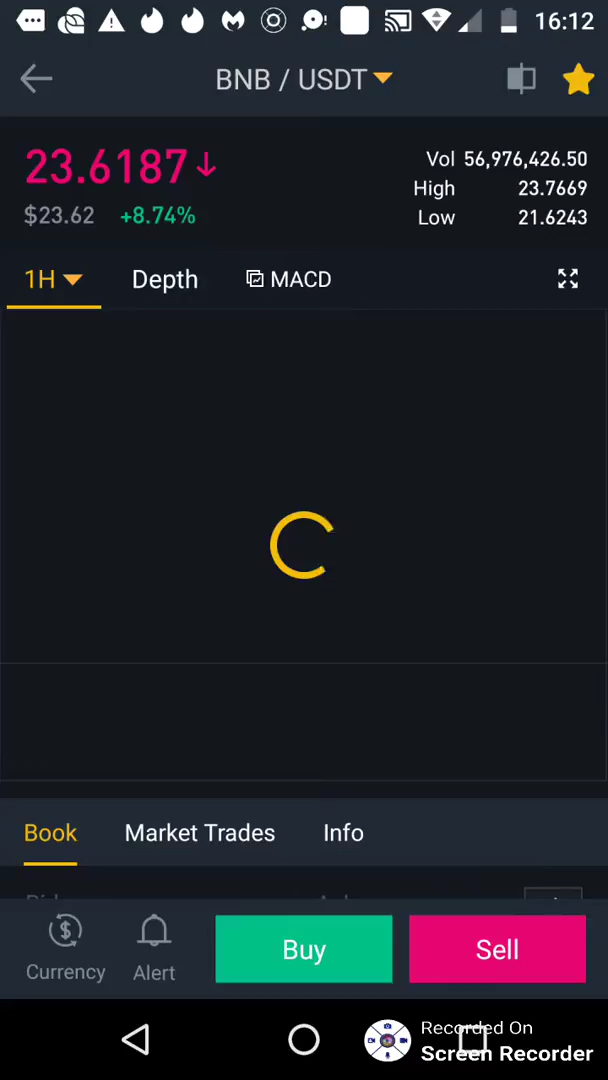 16:12
BNB / USDT
23.6187↓
$23.62 +8.74%
Vol 56,976,426.50
High 23.7669
Low 21.6243
1H Depth MACD
Book Market Trades Info
Currency Alert Buy Sell
Recorded On
Screen Recorder